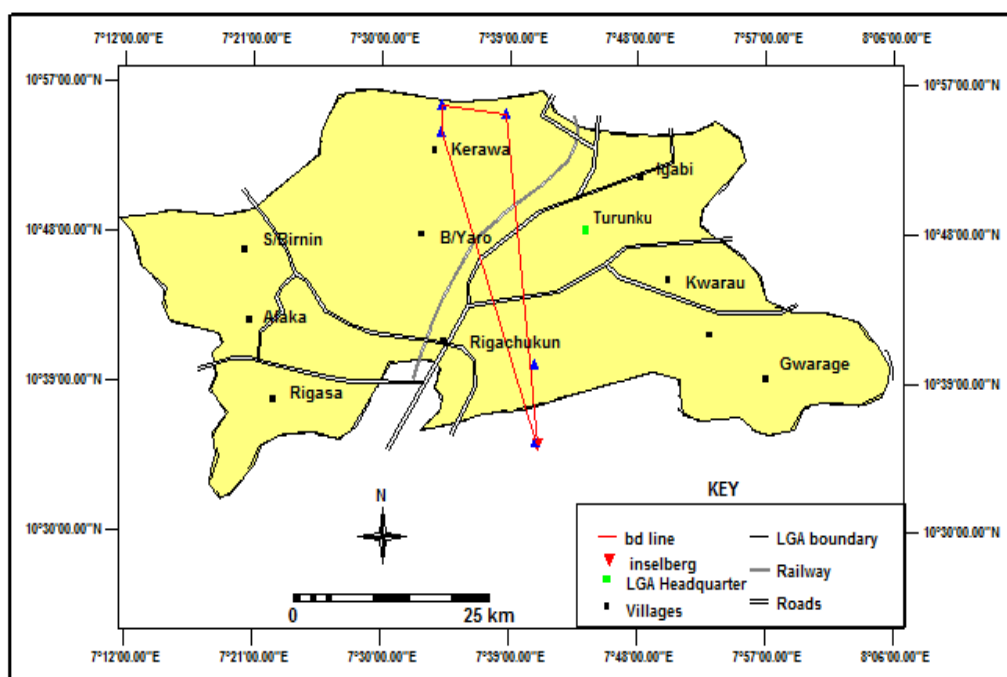 7°12'00.00"E 7°21'00.00"E 7°30'00.00"E 7°39'00.00"E 7°48'00.00"E 7°57'00.00"E 8°06'00.00"E
10°57'00.00"N 10°57'00.00"N
Kerawa
Igabi
Turunku
10°48'00.00"N 10°48'00.00"N
S/Birnin
B/Yaro
Kwarau
Afaka
Rigachukun
Gwarage
10°39'00.00"N 10°39'00.00"N
Rigasa
KEY
N
10°30'00.00"N 10°30'00.00"N
bd line
LGA boundary
inselberg
Railway
LGA Headquarter
Villages
Roads
0 25 km
7°12'00.00"E 7°21'00.00"E 7°30'00.00"E 7°39'00.00"E 7°48'00.00"E 7°57'00.00"E 8°06'00.00"E